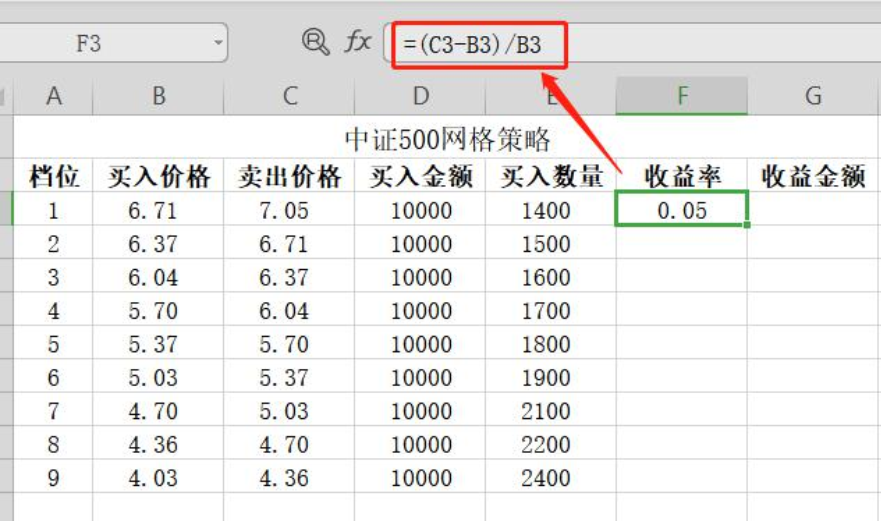 F3 fx =(C3-B3)/B3
A B C D E F G
中证500网格策略
档位 买入价格 卖出价格 买入金额 买入数量 收益率 收益金额
1 6.71 7.05 10000 1400 0.05
2 6.37 6.71 10000 1500
3 6.04 6.37 10000 1600
4 5.70 6.04 10000 1700
5 5.37 5.70 10000 1800
6 5.03 5.37 10000 1900
7 4.70 5.03 10000 2100
8 4.36 4.70 10000 2200
9 4.03 4.36 10000 2400